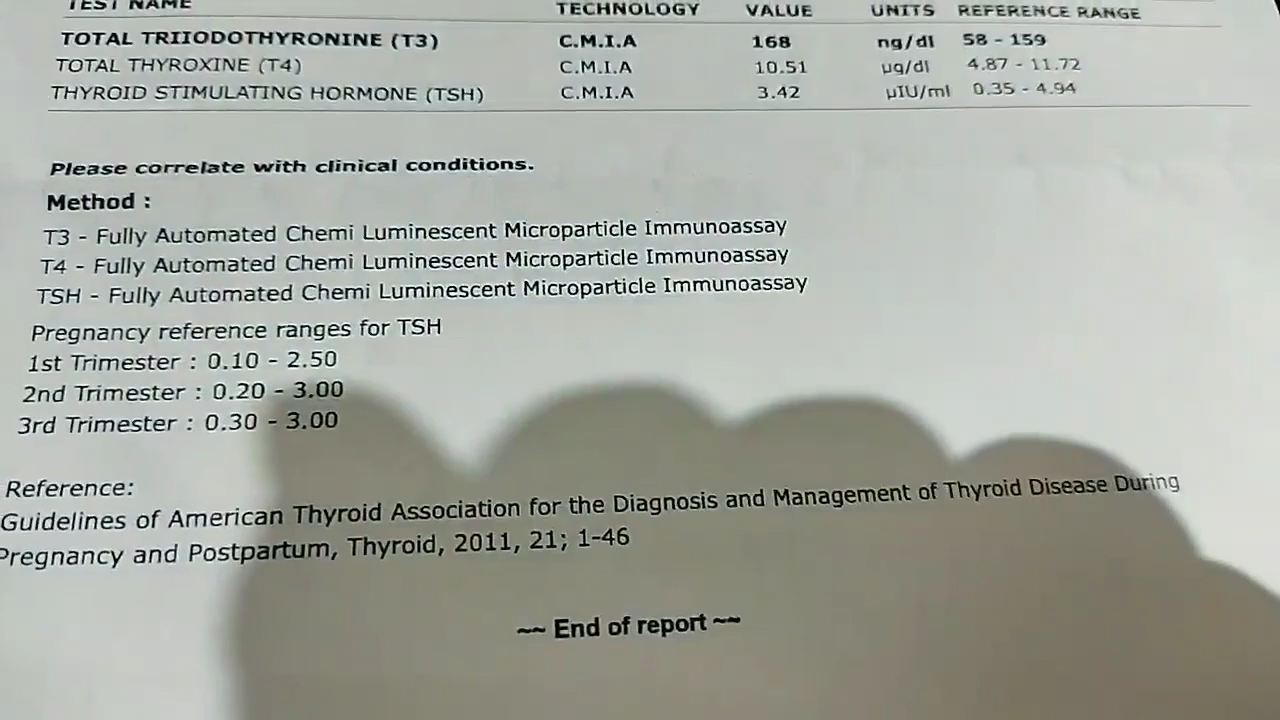 TEST NAME TECHNOLOGY VALUE UNITS REFERENCE RANGE
TOTAL TRIIODOTHYRONINE (T3) C.M.I.A 168 ng/dl 58 - 159
TOTAL THYROXINE (T4) C.M.I.A 10.51 µg/dl 4.87 - 11.72
THYROID STIMULATING HORMONE (TSH) C.M.I.A 3.42 µIU/ml 0.35 - 4.94
Please correlate with clinical conditions.
Method :
T3 - Fully Automated Chemi Luminescent Microparticle Immunoassay
T4 - Fully Automated Chemi Luminescent Microparticle Immunoassay
TSH - Fully Automated Chemi Luminescent Microparticle Immunoassay
Pregnancy reference ranges for TSH
1st Trimester : 0.10 - 2.50
2nd Trimester : 0.20 - 3.00
3rd Trimester : 0.30 - 3.00
Reference:
Guidelines of American Thyroid Association for the Diagnosis and Management of Thyroid Disease During
Pregnancy and Postpartum, Thyroid, 2011, 21; 1-46
~~ End of report ~~